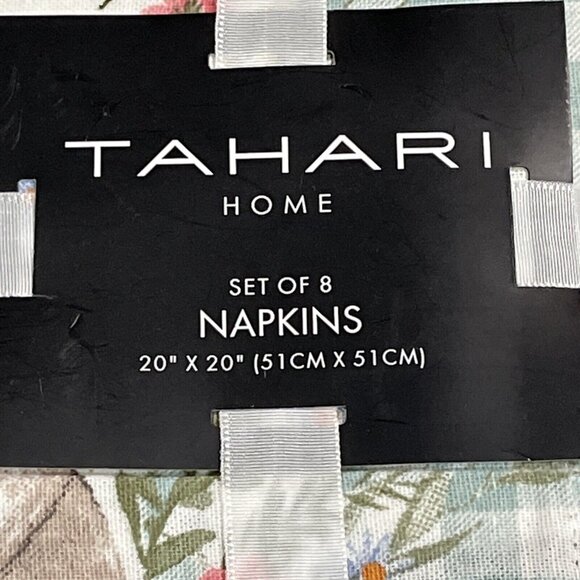 TAHARI
HOME
SET OF 8
NAPKINS
20" X 20" (51CM X 51CM)